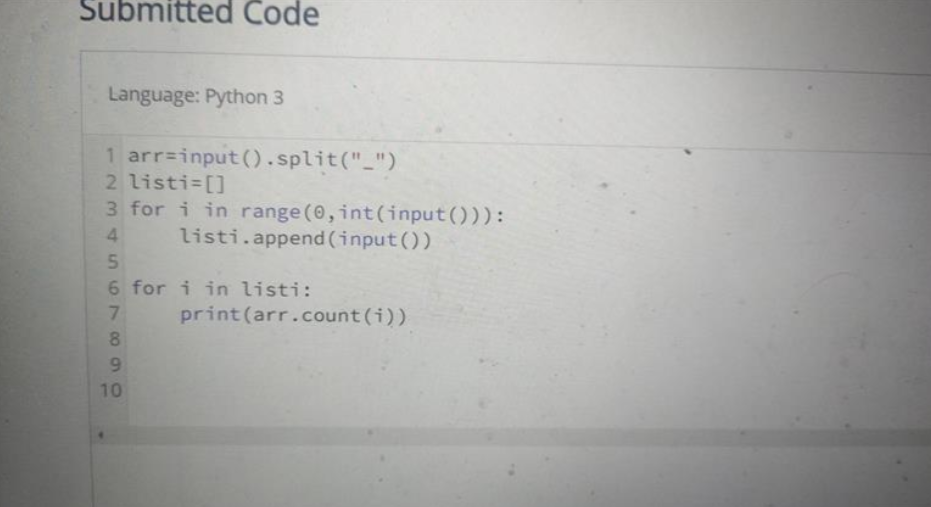 Submitted Code
Language: Python 3
1 arr=input().split("_")
2 listi=[]
3 for i in range(0,int(input())):
4     listi.append(input())
5
6 for i in listi:
7     print(arr.count(i))
8
9
10